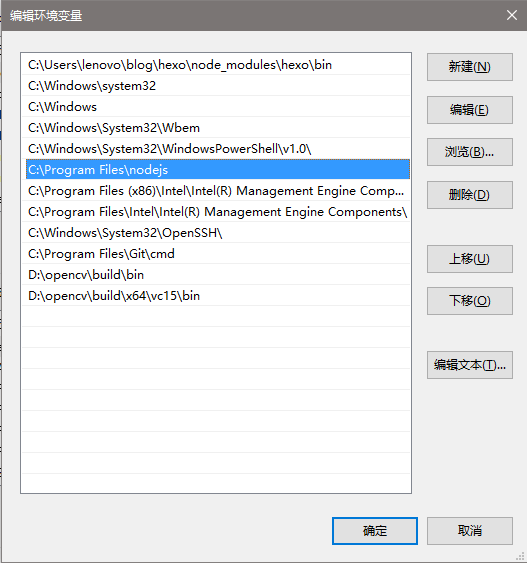 编辑环境变量
C:\Users\lenovo\blog\hexo\node_modules\hexo\bin
C:\Windows\system32
C:\Windows
C:\Windows\System32\Wbem
C:\Windows\System32\WindowsPowerShell\v1.0\
C:\Program Files\nodejs
C:\Program Files (x86)\Intel\Intel(R) Management Engine Comp...
C:\Program Files\Intel\Intel(R) Management Engine Components\
C:\Windows\System32\OpenSSH\
C:\Program Files\Git\cmd
D:\opencv\build\bin
D:\opencv\build\x64\vc15\bin
新建(N)
编辑(E)
浏览(B)...
删除(D)
上移(U)
下移(O)
编辑文本(T)...
确定
取消